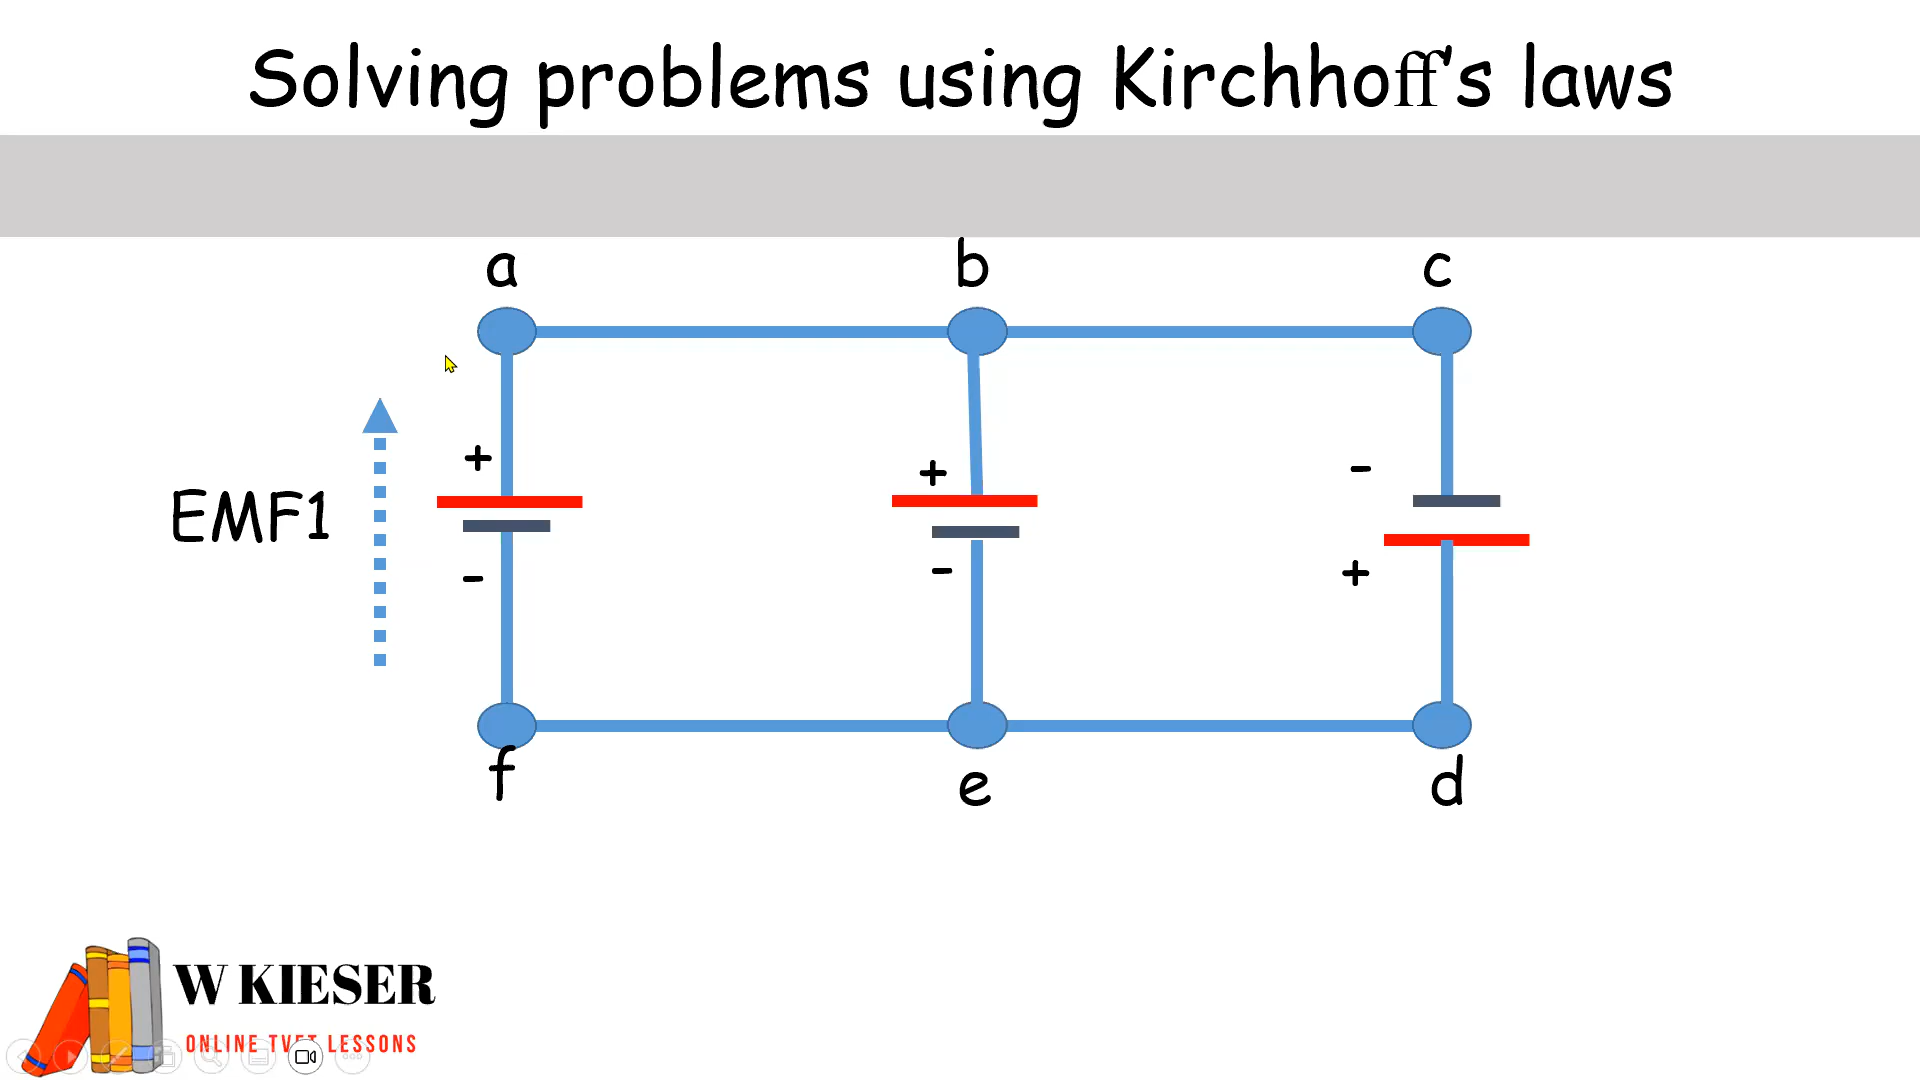 Solving problems using Kirchhoff's laws
a b c
+ + -
EMF1
- - +
f e d
W KIESER
ONLINE TVET LESSONS